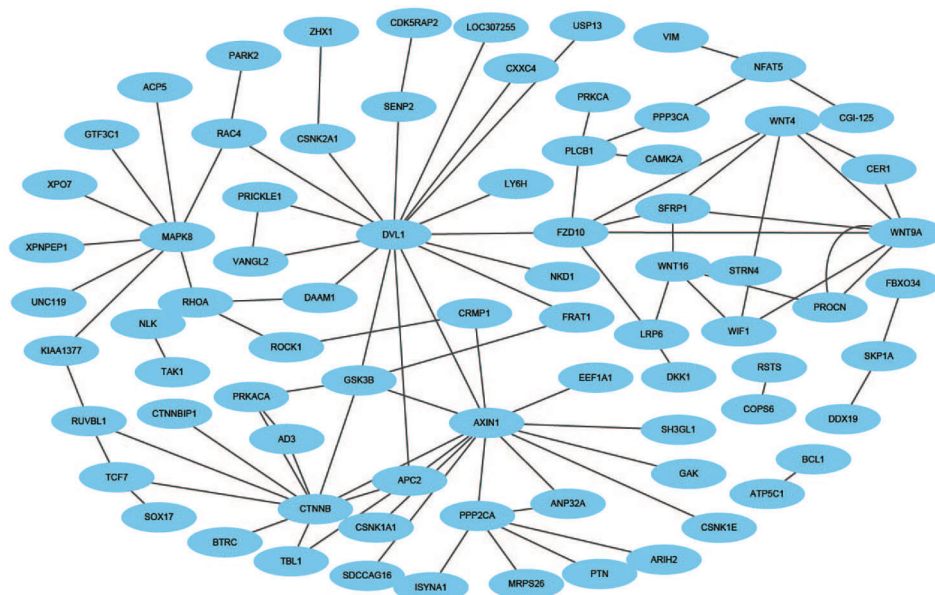 CDK5RAP2
LOC307255
USP13
ZHX1
VIM
PARK2
CXXC4
NFAT5
ACP5
PRKCA
SENP2
PPP3CA
CGI-125
WNT4
GTF3C1
RAC4
CSNK2A1
PLCB1
CAMK2A
CER1
XPO7
PRICKLE1
LY6H
SFRP1
MAPK8
DVL1
FZD10
WNT9A
XPNPEP1
VANGL2
NKD1
WNT16
STRN4
FBXO34
UNC119
RHOA
DAAM1
PROCN
NLK
CRMP1
FRAT1
LRP6
WIF1
KIAA1377
ROCK1
SKP1A
TAK1
GSK3B
EEF1A1
DKK1
RSTS
PRKACA
RUVBL1
CTNNBIP1
COPS6
DDX19
AXIN1
SH3GL1
AD3
BCL1
TCF7
APC2
GAK
ATP5C1
SOX17
CTNNB
ANP32A
CSNK1A1
PPP2CA
CSNK1E
BTRC
TBL1
ARIH2
SDCCAG16
PTN
ISYNA1
MRPS26